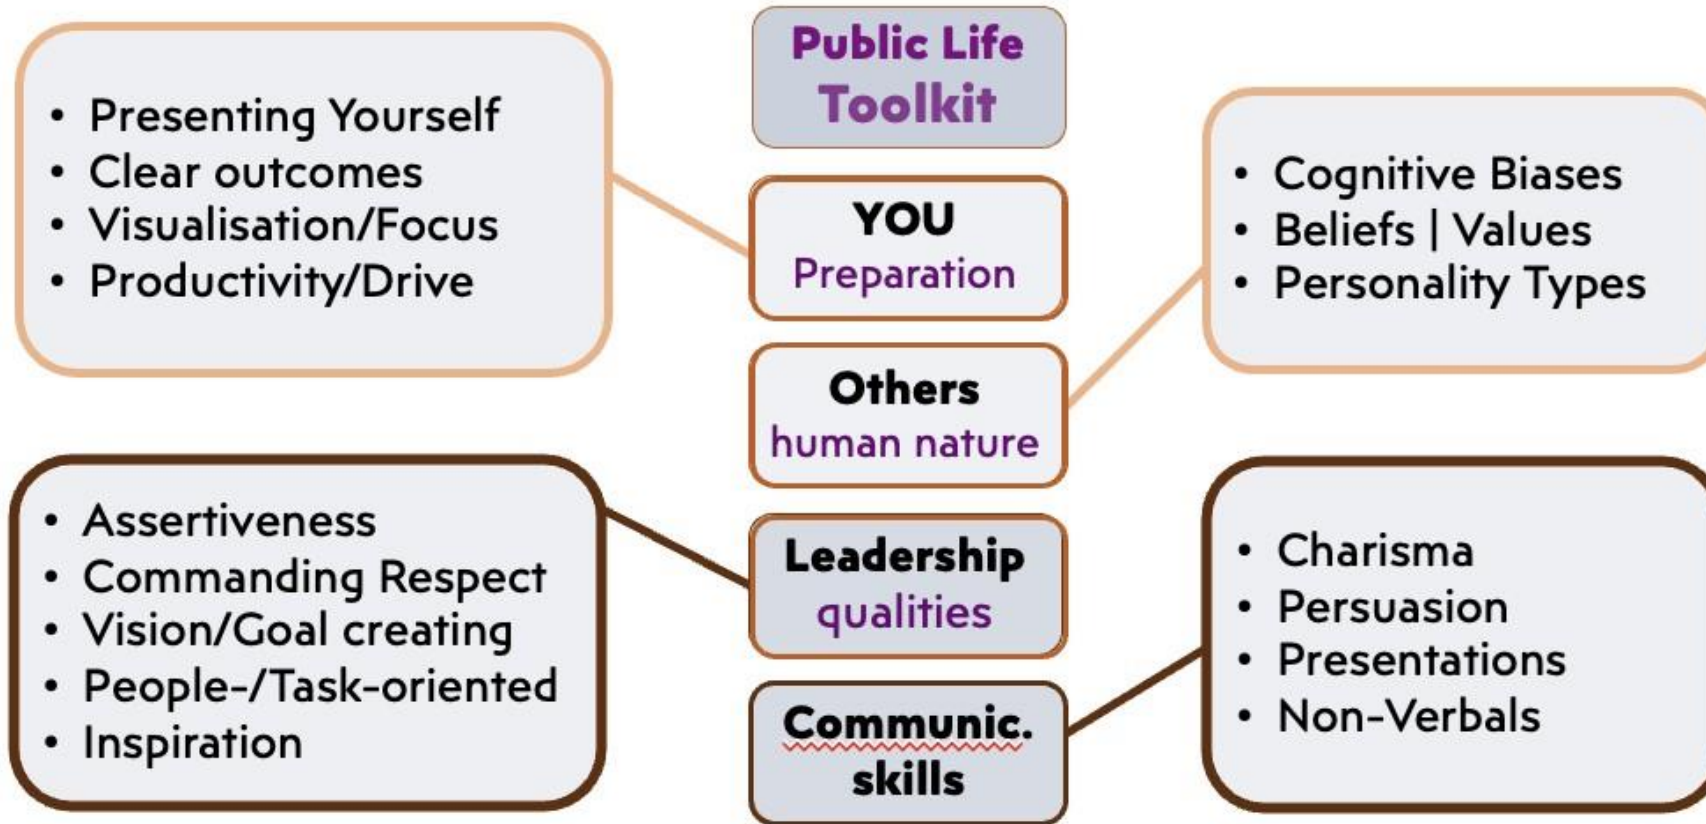 Public Life
Toolkit
• Presenting Yourself
• Clear outcomes
• Visualisation/Focus
• Productivity/Drive
YOU
Preparation
• Cognitive Biases
• Beliefs | Values
• Personality Types
Others
human nature
• Assertiveness
• Commanding Respect
• Vision/Goal creating
• People-/Task-oriented
• Inspiration
Leadership
qualities
• Charisma
• Persuasion
• Presentations
• Non-Verbals
Communic.
skills